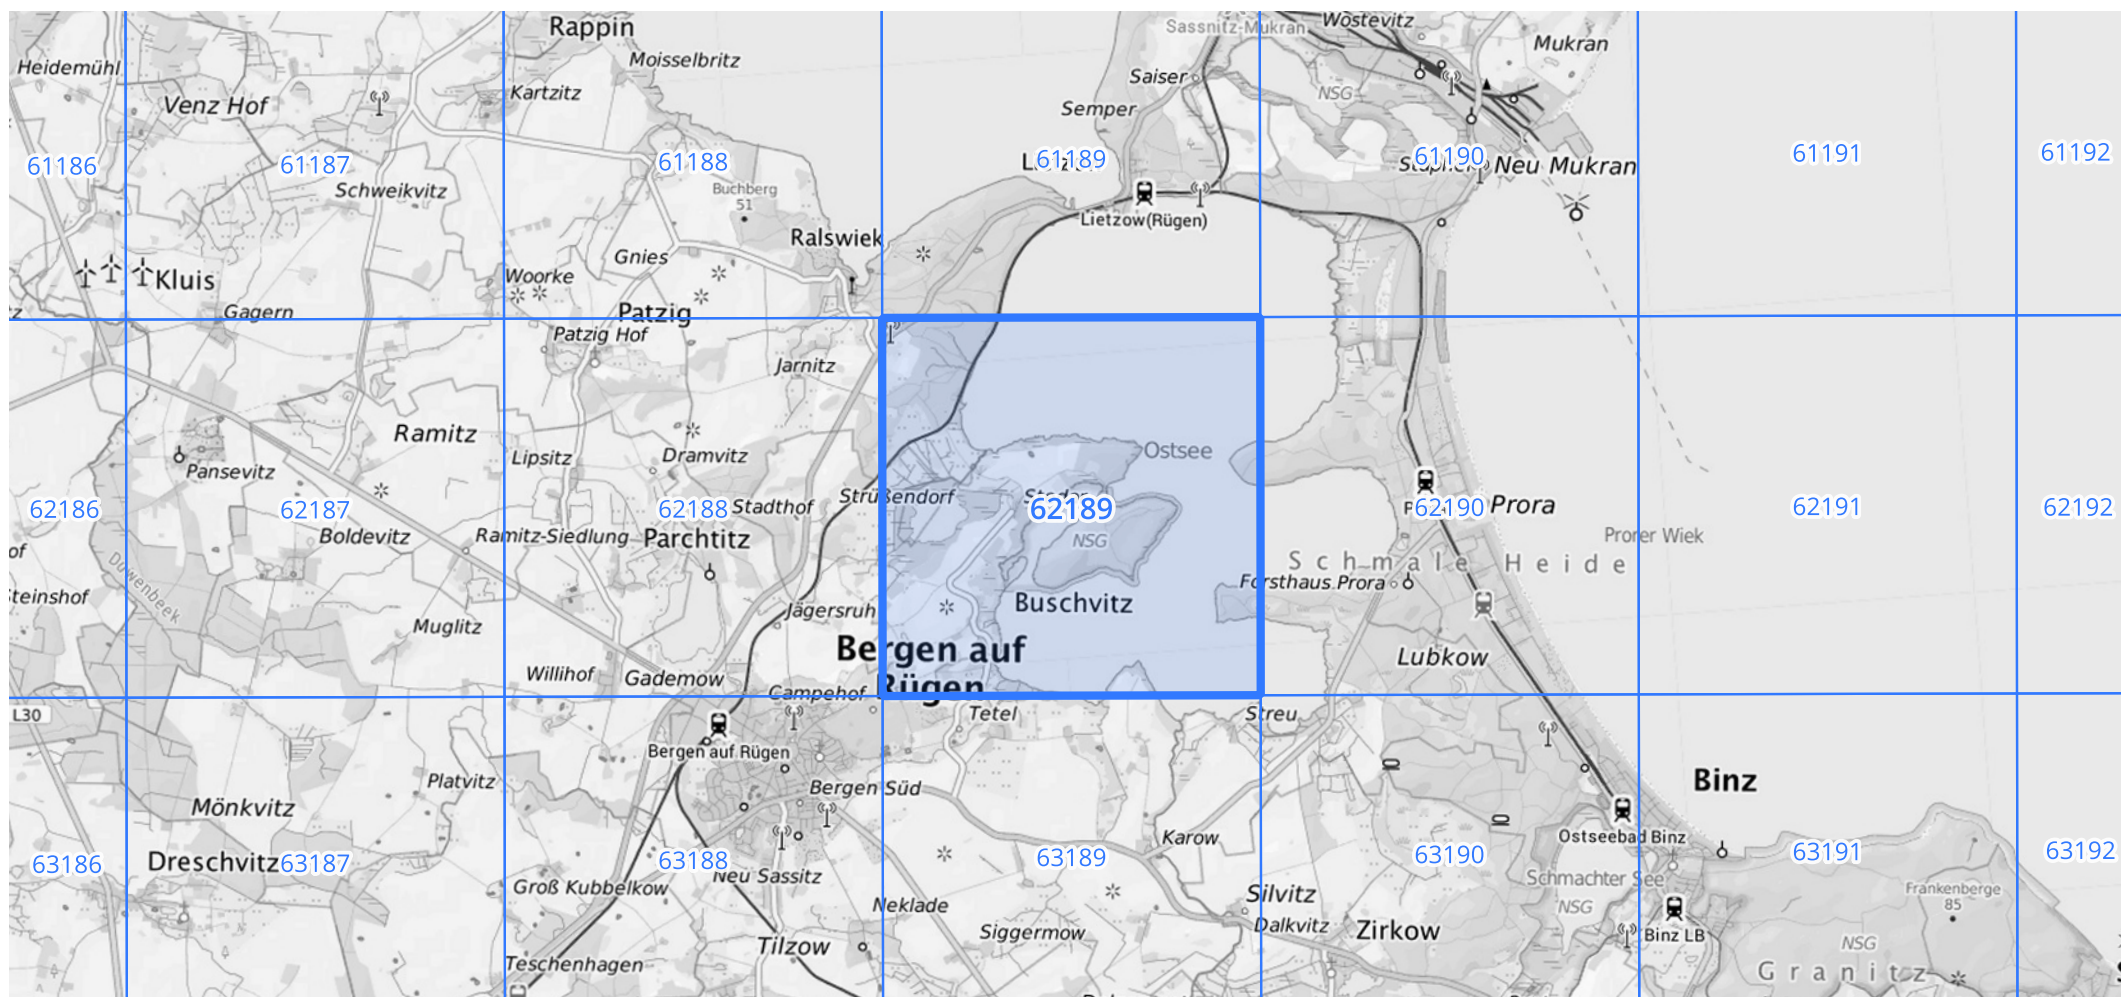 Rappin
Sassnitz-Mukran
Wostevitz
Mukran
Heidemühl
Moisselbritz
Saiser
Venz Hof
Kartzitz
Semper
NSG
61186
61187
61188
61189
61190
Neu Mukran
61191
61192
Schweikvitz
Buchberg
51
Lietzow(Rügen)
Ralswiek
Gnies
Woorke
Kluis
Gagern
Patzig
Patzig Hof
Jarnitz
Ramitz
Lipsitz
Dramvitz
Ostsee
Pansevitz
Strüßendorf
62186
62187
62188
Stadthof
62189
62190
Prora
62191
62192
Boldevitz
Ramitz-Siedlung
Parchtitz
NSG
Prorer Wiek
of
Duwenbeek
Schmale Heide
Forsthaus Prora
Buschvitz
Jägersruh
Muglitz
Bergen auf
Rügen
Lubkow
Willihof
Gademow
Campehof
L30
Tetel
Streu
Bergen auf Rügen
Platvitz
Bergen Süd
Binz
Mönkvitz
Ostseebad Binz
Karow
63186
Dreschvitz
63187
63188
63189
63190
63191
63192
Neu Sassitz
Groß Kubbelkow
Schmachter See
NSG
Silvitz
Frankenberge
85
Neklade
Dalkvitz
Siggermow
Zirkow
Binz LB
Tilzow
NSG
Teschenhagen
Granitz